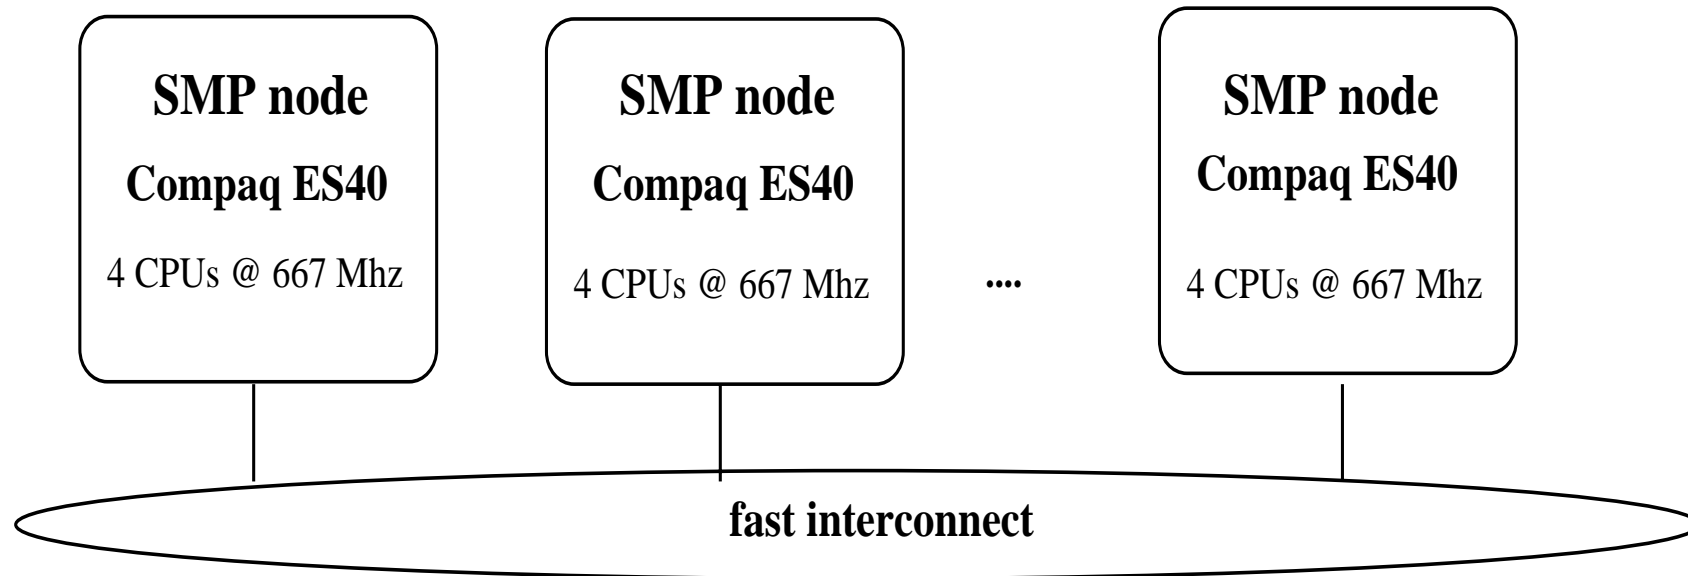 SMP node
Compaq ES40
4 CPUs @ 667 Mhz
SMP node
Compaq ES40
4 CPUs @ 667 Mhz
....
SMP node
Compaq ES40
4 CPUs @ 667 Mhz
fast interconnect